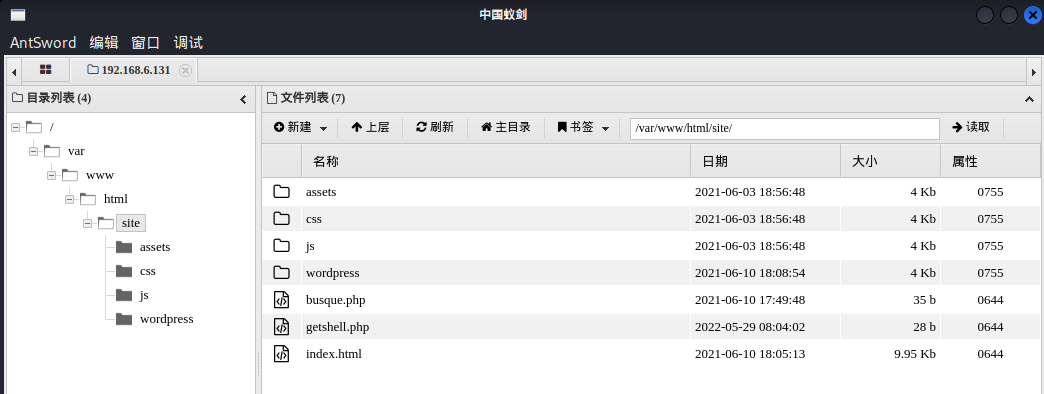 中国蚁剑
AntSword 编辑 窗口 调试
192.168.6.131
目录列表 (4)
/
var
www
html
site
assets
css
js
wordpress
文件列表 (7)
新建 上层 刷新 主目录 书签 /var/www/html/site/ 读取
名称 日期 大小 属性
assets 2021-06-03 18:56:48 4 Kb 0755
css 2021-06-03 18:56:48 4 Kb 0755
js 2021-06-03 18:56:48 4 Kb 0755
wordpress 2021-06-10 18:08:54 4 Kb 0755
busque.php 2021-06-10 17:49:48 35 b 0644
getshell.php 2022-05-29 08:04:02 28 b 0644
index.html 2021-06-10 18:05:13 9.95 Kb 0644